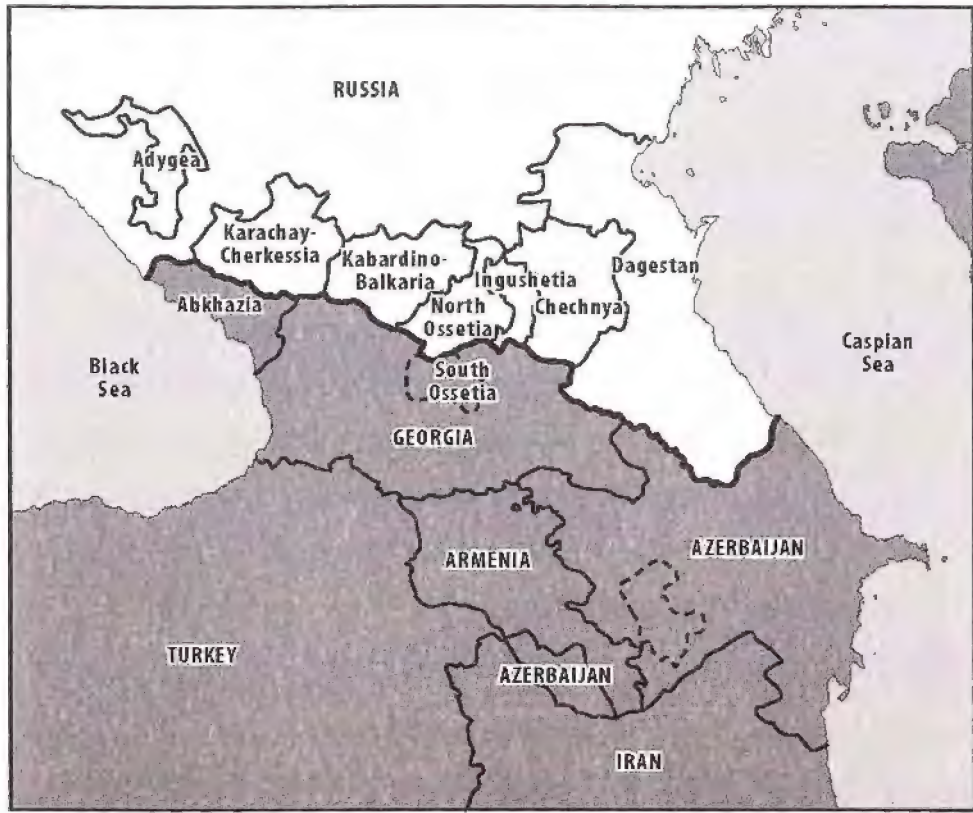 RUSSIA
Adygea
Karachay-
Cherkessia
Kabardino-
Balkaria
Ingushetia
Dagestan
North
Ossetia
Chechnya
Abkhazia
Black
Sea
Caspian
Sea
South
Ossetia
GEORGIA
ARMENIA
AZERBAIJAN
TURKEY
AZERBAIJAN
IRAN